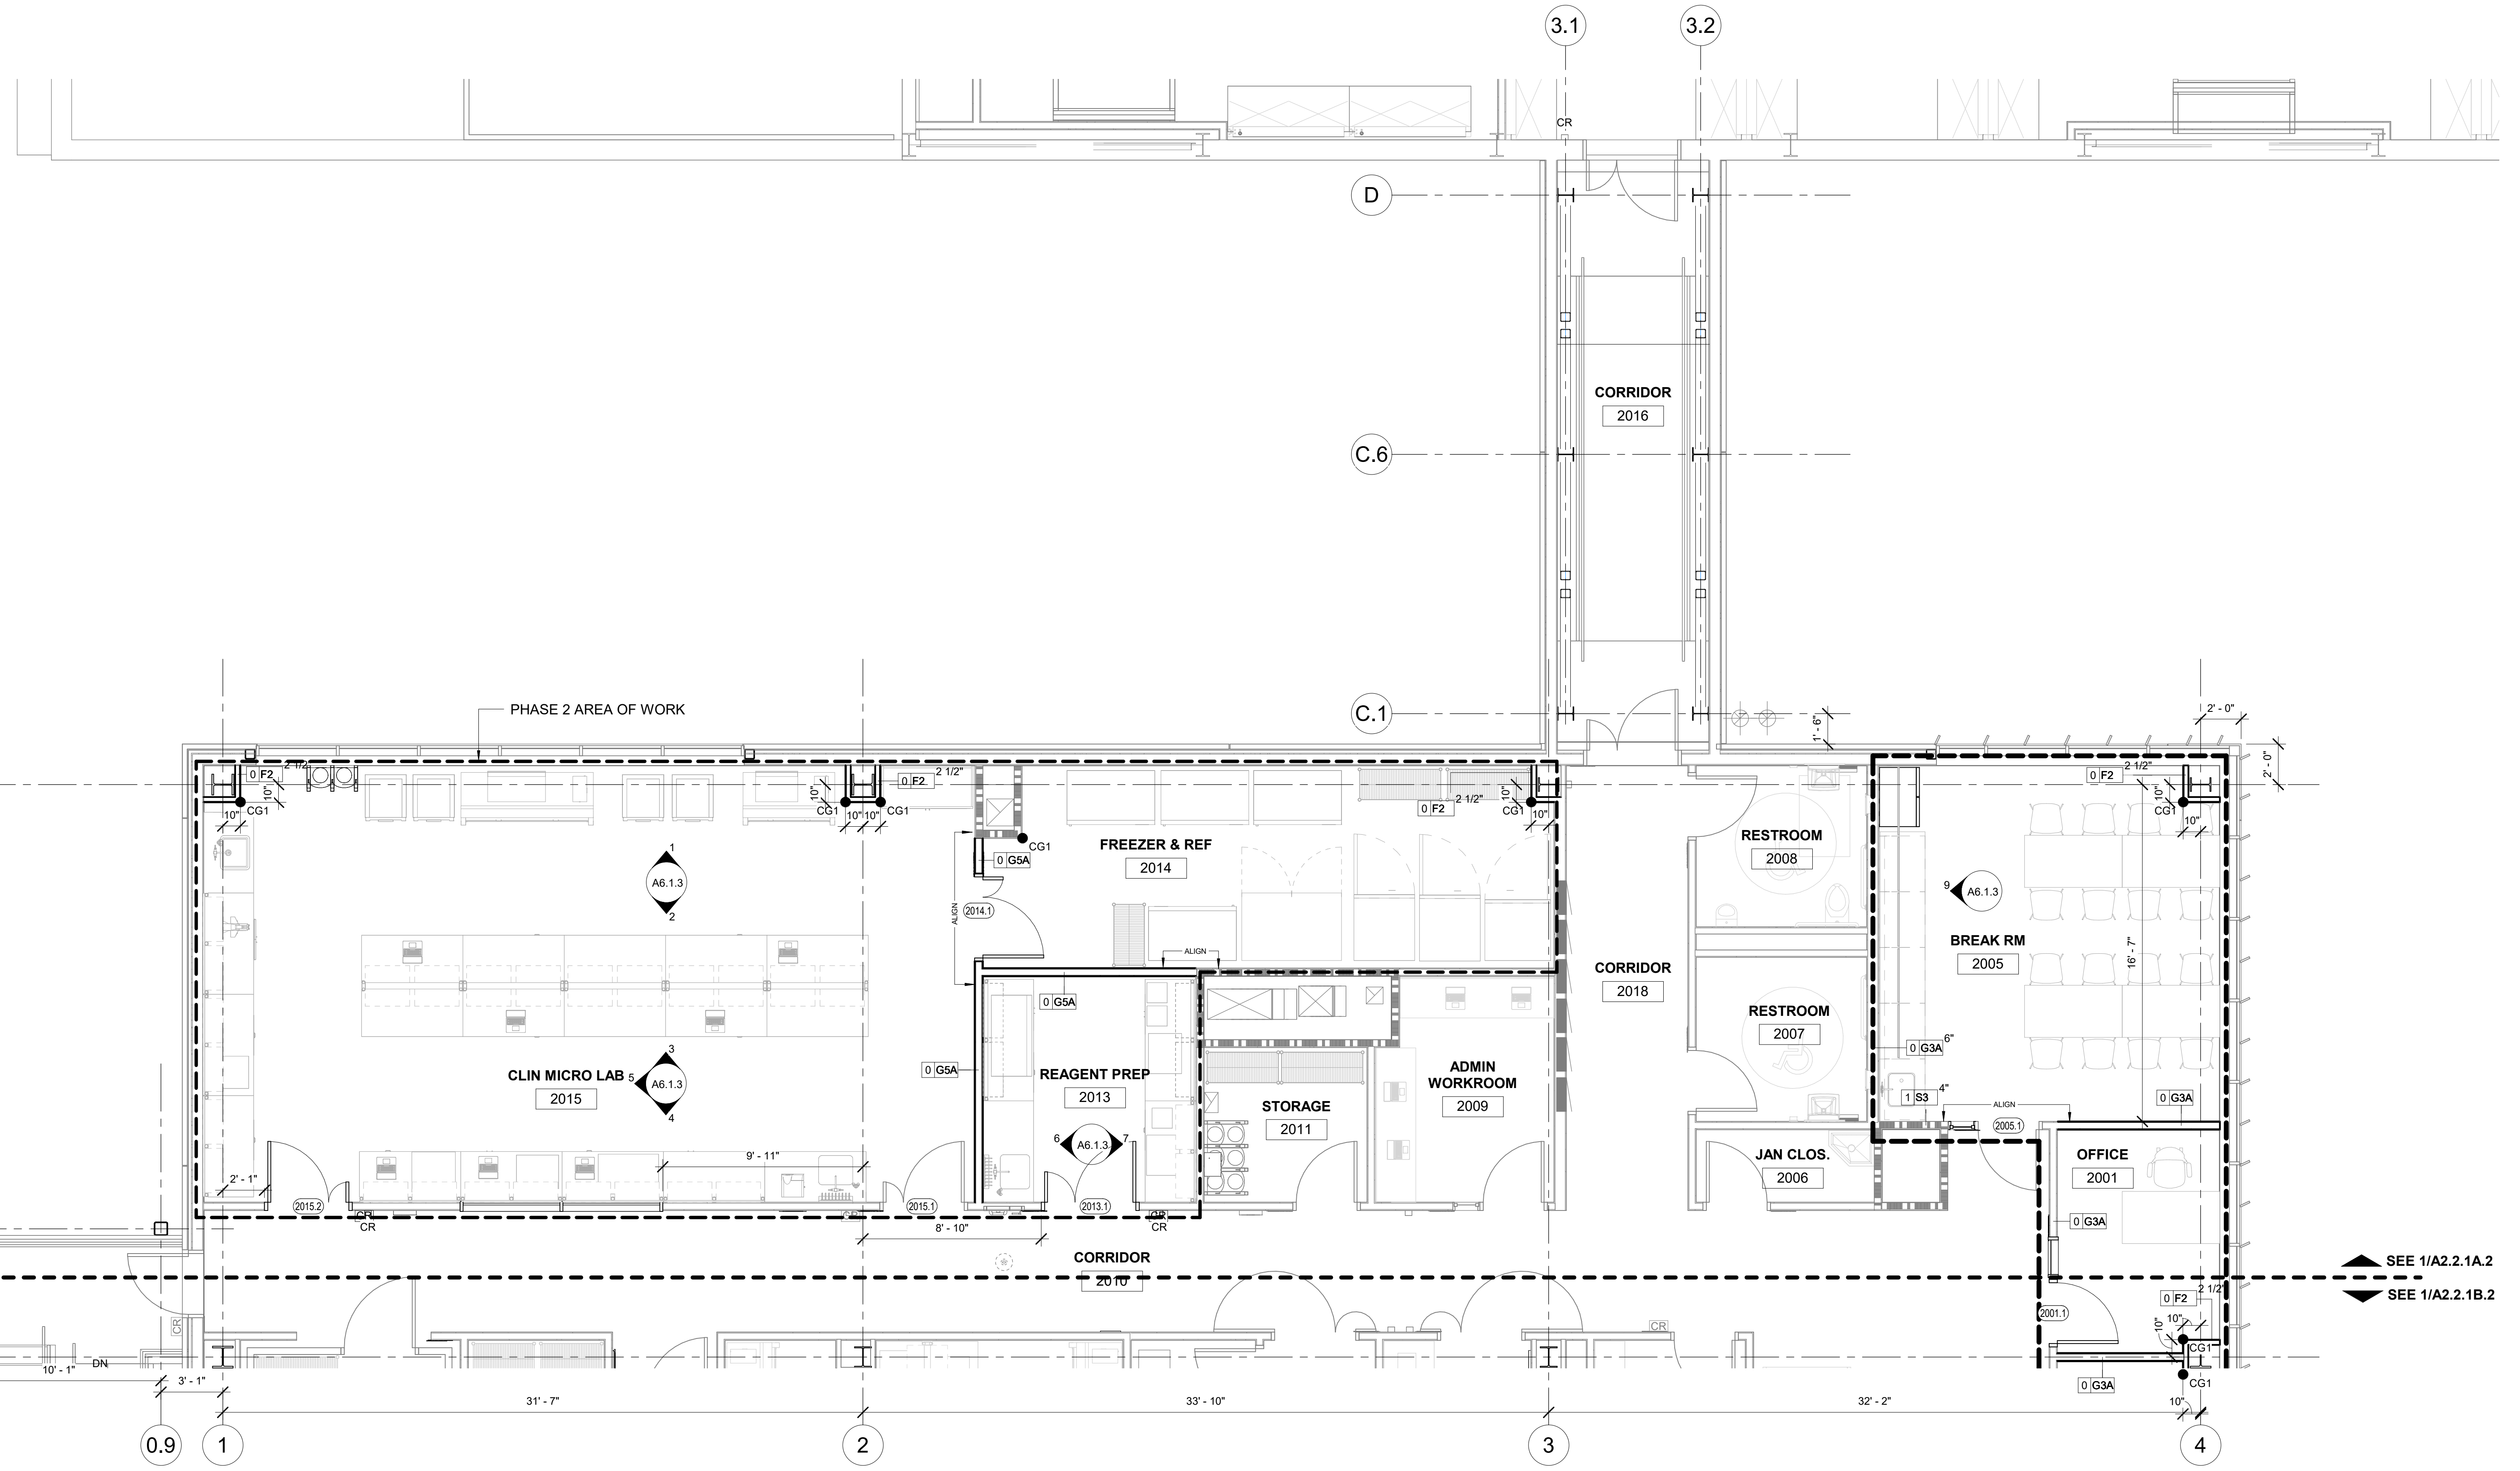 3.1
3.2
CR
D
CORRIDOR
2016
C.6
C.1
PHASE 2 AREA OF WORK
1' - 6"
2' - 0"
2' - 0"
0 F2
2 1/2"
10"
10"
CG1
10"
0 F2
2 1/2"
CG1
CG1
10" 10"
0 F2
2 1/2"
10"
CG1
10"
0 F2
2 1/2"
10"
CG1
10"
CG1
0 G5A
FREEZER & REF
2014
RESTROOM
2008
1
A6.1.3
2
ALIGN
2014.1
ALIGN
9
A6.1.3
BREAK RM
2005
16' - 7"
CORRIDOR
2018
0 G5A
RESTROOM
2007
0 G3A
6"
3
CLIN MICRO LAB
2015
5
A6.1.3
4
0 G5A
REAGENT PREP
2013
ADMIN
WORKROOM
2009
STORAGE
2011
1 S3
4"
ALIGN
0 G3A
2005.1
6
A6.1.3
7
9' - 11"
2' - 1"
JAN CLOS.
2006
OFFICE
2001
2015.2
CR
CR
CR
2015.1
2013.1
CR
CR
8' - 10"
0 G3A
CORRIDOR
2010
SEE 1/A2.2.1A.2
SEE 1/A2.2.1B.2
0 F2
2 1/2"
2001.1
10"
10"
CG1
CR
CR
DN
10' - 1"
3' - 1"
0 G3A
CG1
10"
31' - 7"
33' - 10"
32' - 2"
0.9
1
2
3
4